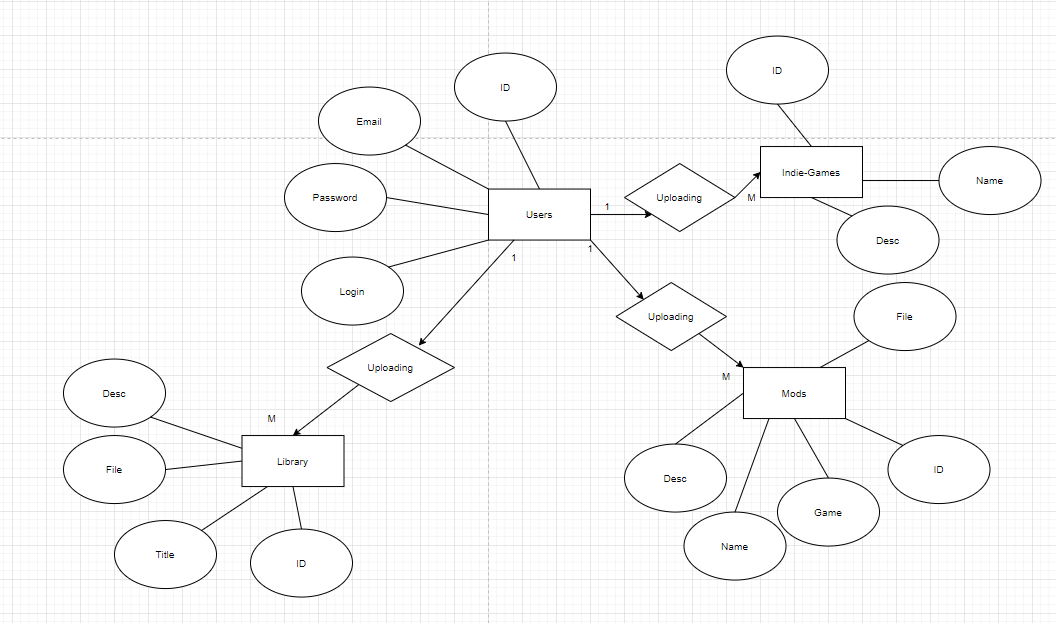 ID
ID
Email
Indie-Games
Name
Password
Uploading
M
1
Users
Desc
1
1
Login
File
Uploading
Uploading
M
Desc
Mods
M
Library
File
Desc
ID
Game
Name
Title
ID